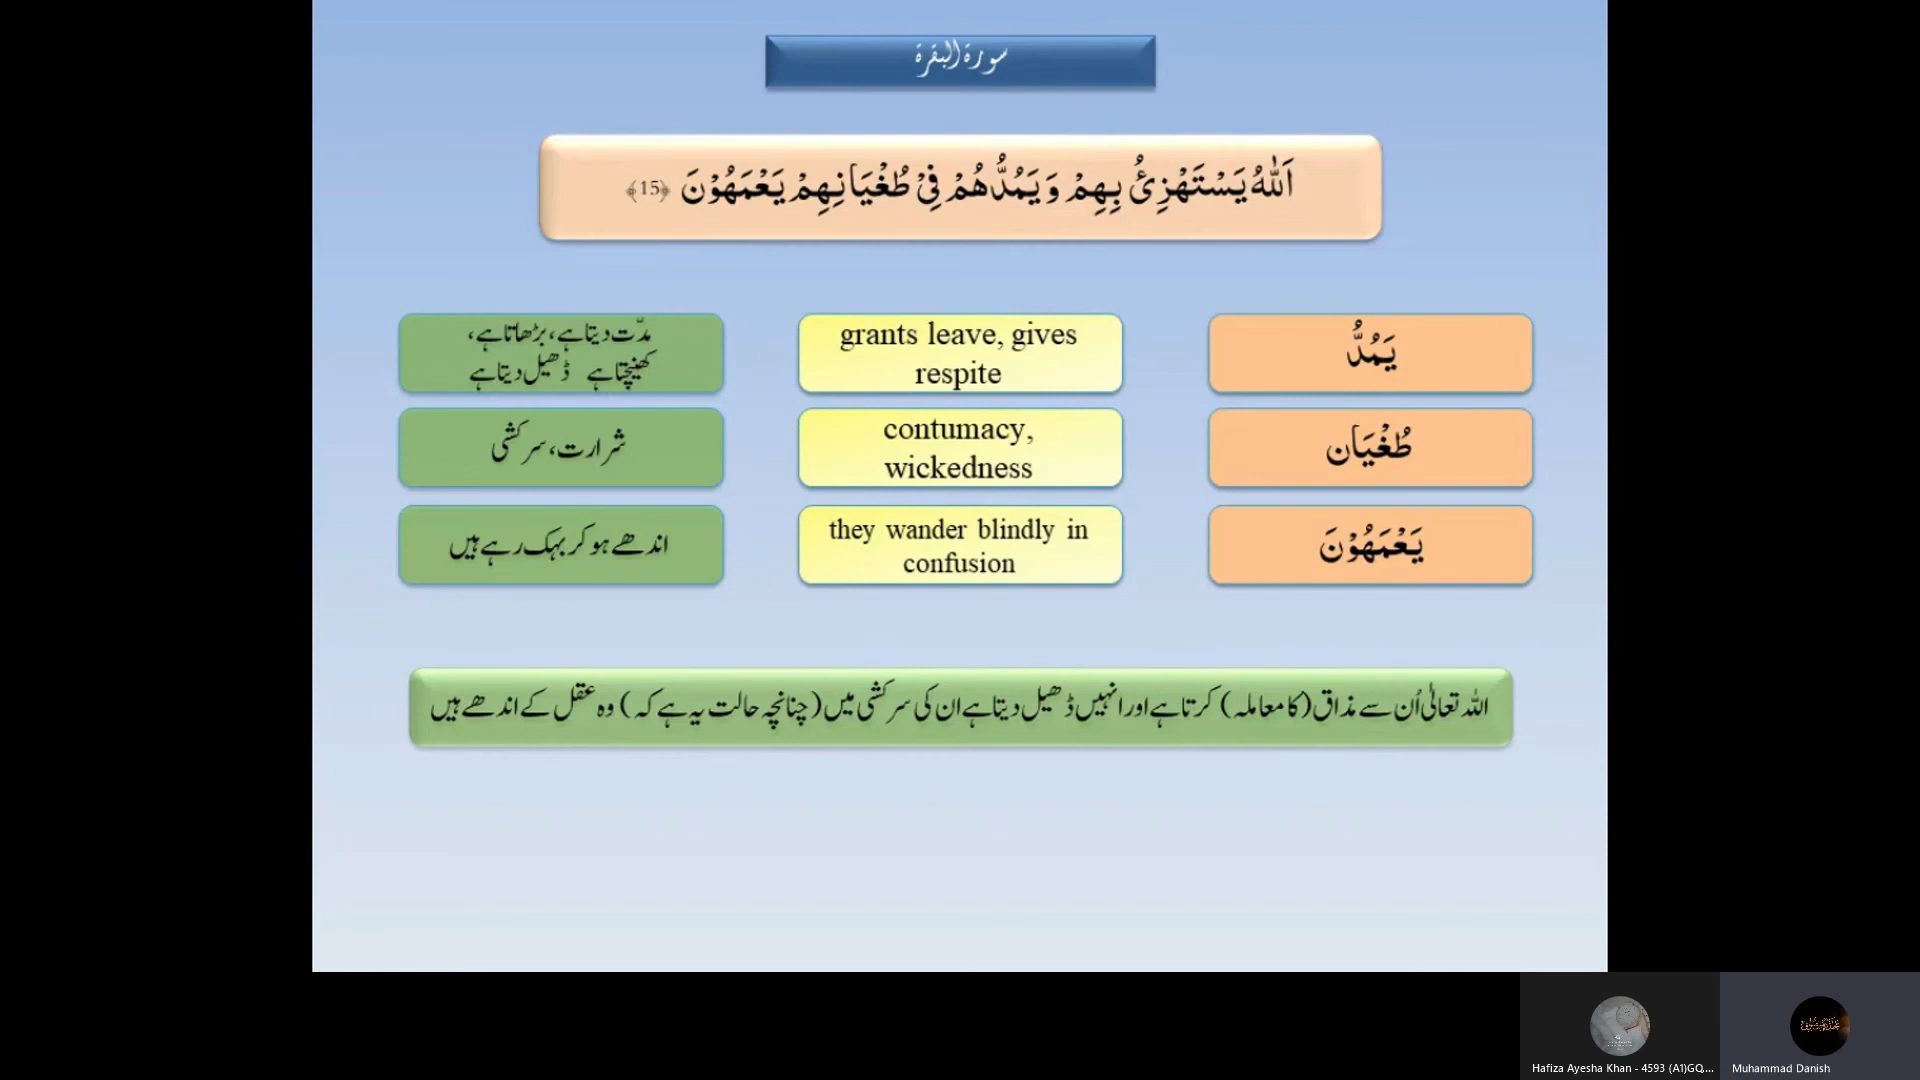 سورة البقرة
اَللّٰهُ يَسْتَهْزِئُ بِهِمْ وَ يَمُدُّهُمْ فِيْ طُغْيَانِهِمْ يَعْمَهُوْنَ ﴿15﴾
يَمُدُّ
grants leave, gives
respite
مدّت دیتا ہے، بڑھاتا ہے،
کھینچتا ہے ڈھیل دیتا ہے
طُغْيَان
contumacy,
wickedness
شرارت، سرکشی
يَعْمَهُوْنَ
they wander blindly in
confusion
اندھے ہو کر بہک رہے ہیں
اللہ تعالٰی اُن سے مذاق (کا معاملہ) کرتا ہے اور انہیں ڈھیل دیتا ہے ان کی سرکشی میں (چنانچہ حالت یہ ہے کہ) وہ عقل کے اندھے ہیں
Hafiza Ayesha Khan - 4593 (A1)GQ,...
Muhammad Danish